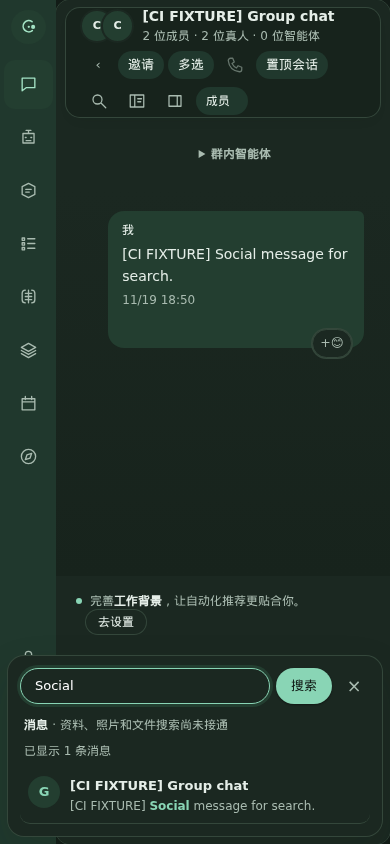 C C
[CI FIXTURE] Group chat
2 位成员 · 2 位真人 · 0 位智能体
‹ 邀请 多选 置顶会话
成员
▶ 群内智能体
我
[CI FIXTURE] Social message for
search.
11/19 18:50
+😊
完善工作背景，让自动化推荐更贴合你。
去设置
Social 搜索 ×
消息 · 资料、照片和文件搜索尚未接通
已显示 1 条消息
G
[CI FIXTURE] Group chat
[CI FIXTURE] Social message for search.